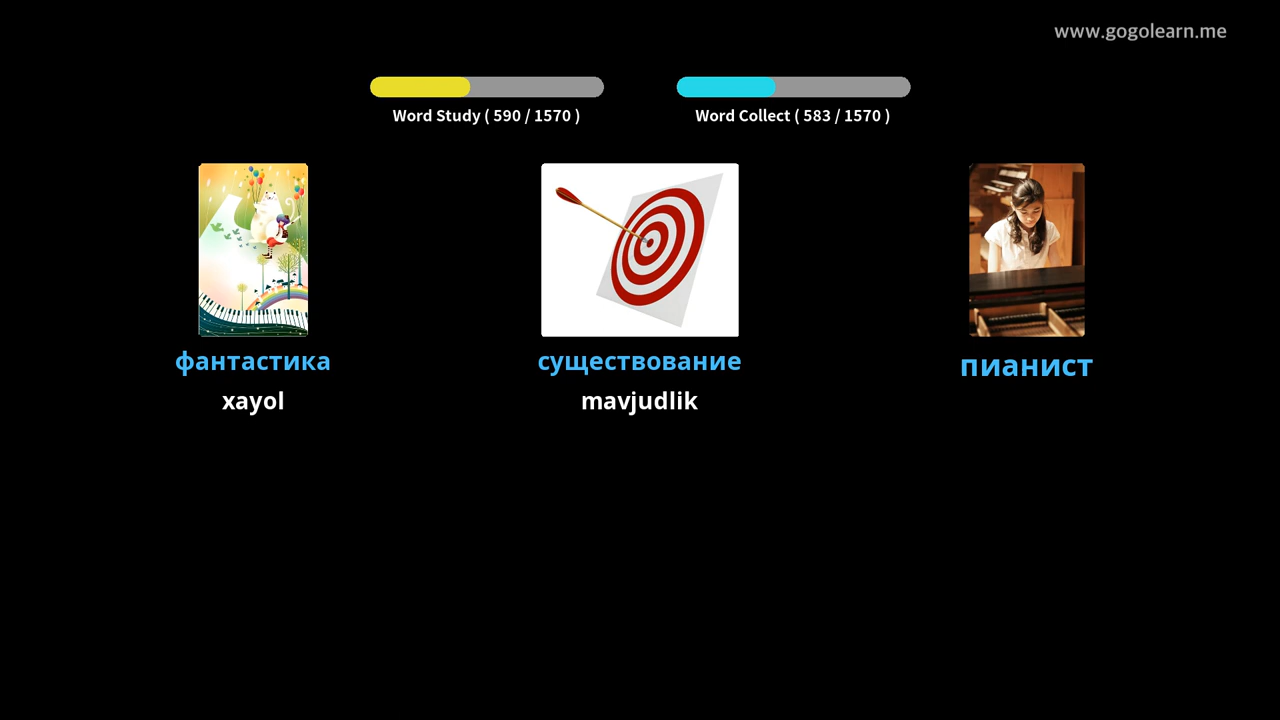 www.gogolearn.me
Word Study ( 590 / 1570 )
Word Collect ( 583 / 1570 )
фантастика
xayol
существование
mavjudlik
пианист